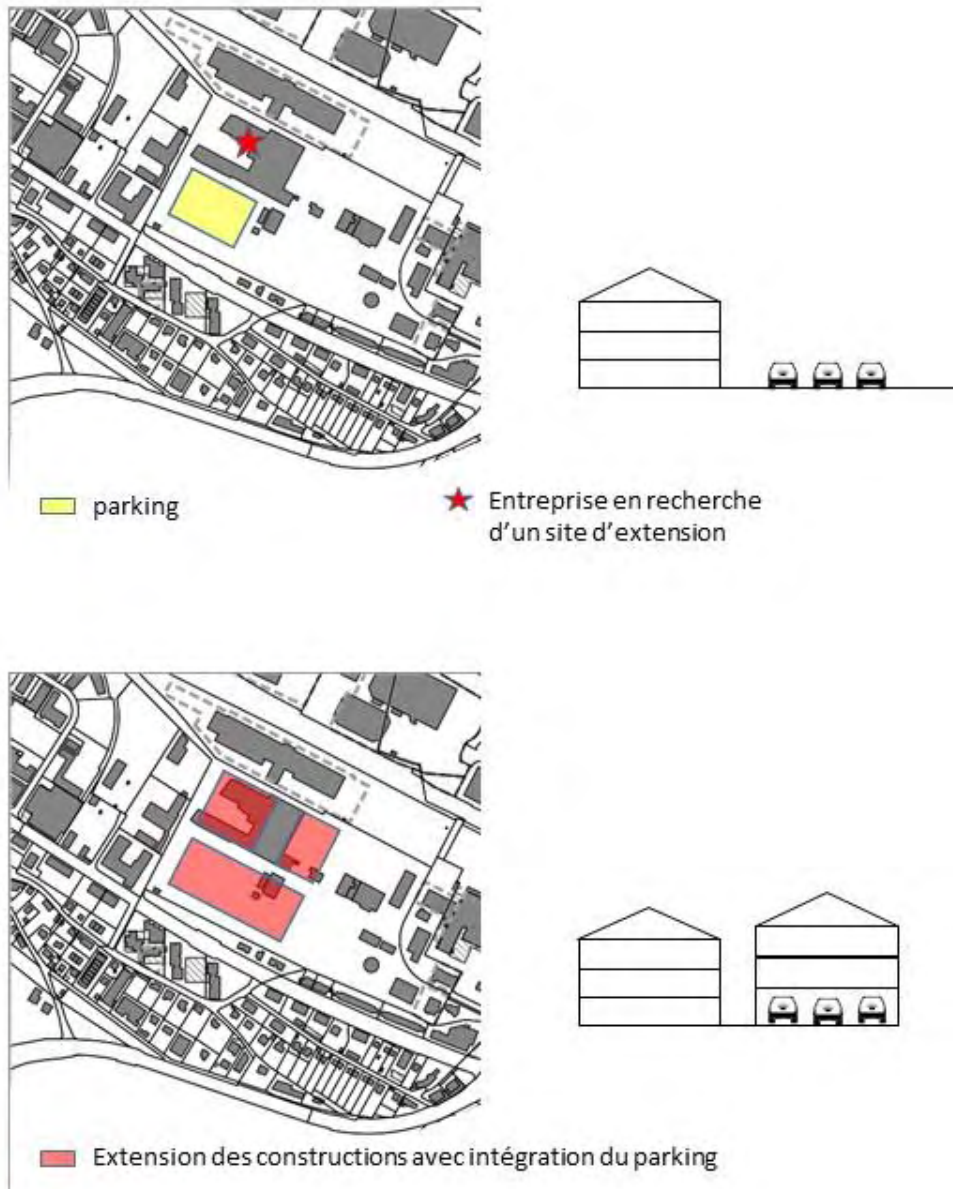 parking
Entreprise en recherche
d'un site d'extension
Extension des constructions avec intégration du parking